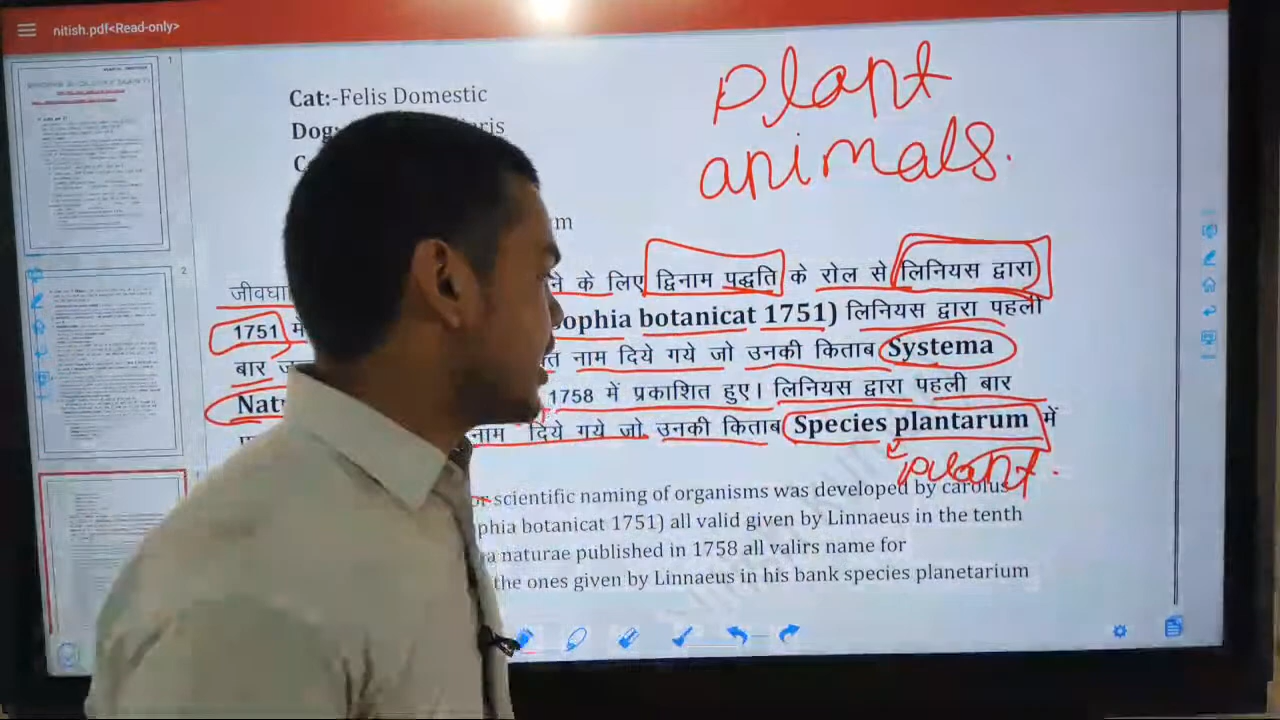 nitish.pdf<Read-only>
1
2
Plant
animals.
Cat:-Felis Domestic
Dog:-
जीवधा ने के लिए द्विनाम पद्धति के रोल से लिनियस द्वारा
1751 में botanicat 1751) लिनियस द्वारा पहली
बार नाम दिये गये जो उनकी किताब Systema
1758 में प्रकाशित हुए। लिनियस द्वारा पहली बार
नाम दिये गये जो उनकी किताब Species plantarum में
plant.
scientific naming of organisms was developed by carolus
phia botanicat 1751) all valid given by Linnaeus in the tenth
a naturae published in 1758 all valirs name for
the ones given by Linnaeus in his bank species planetarium